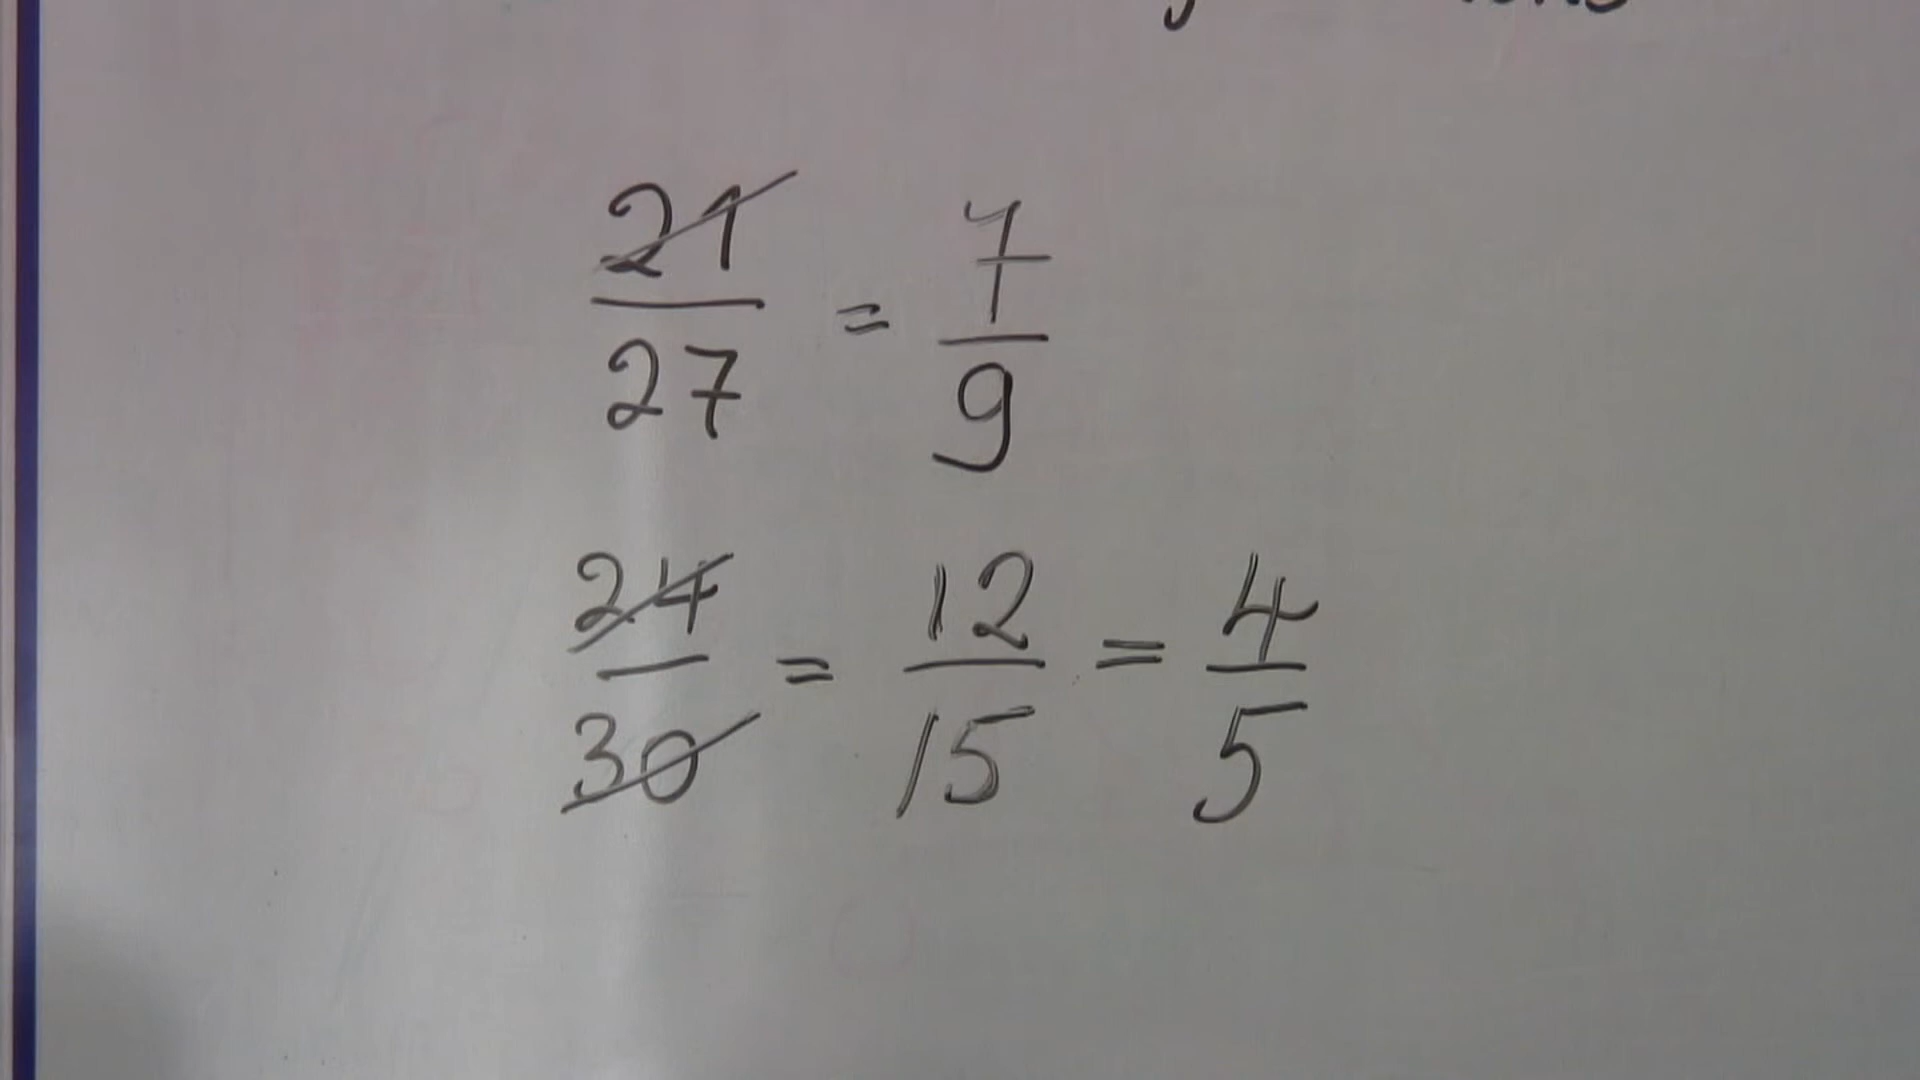 21/27 = 7/9
24/30 = 12/15 = 4/5